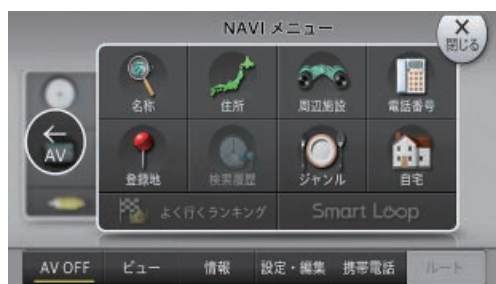 NAVI メニュー
閉じる
名称 住所 周辺施設 電話番号
AV
登録地 検索履歴 ジャンル 自宅
よく行くランキング Smart Loop
AV OFF ビュー 情報 設定・編集 携帯電話 ルート